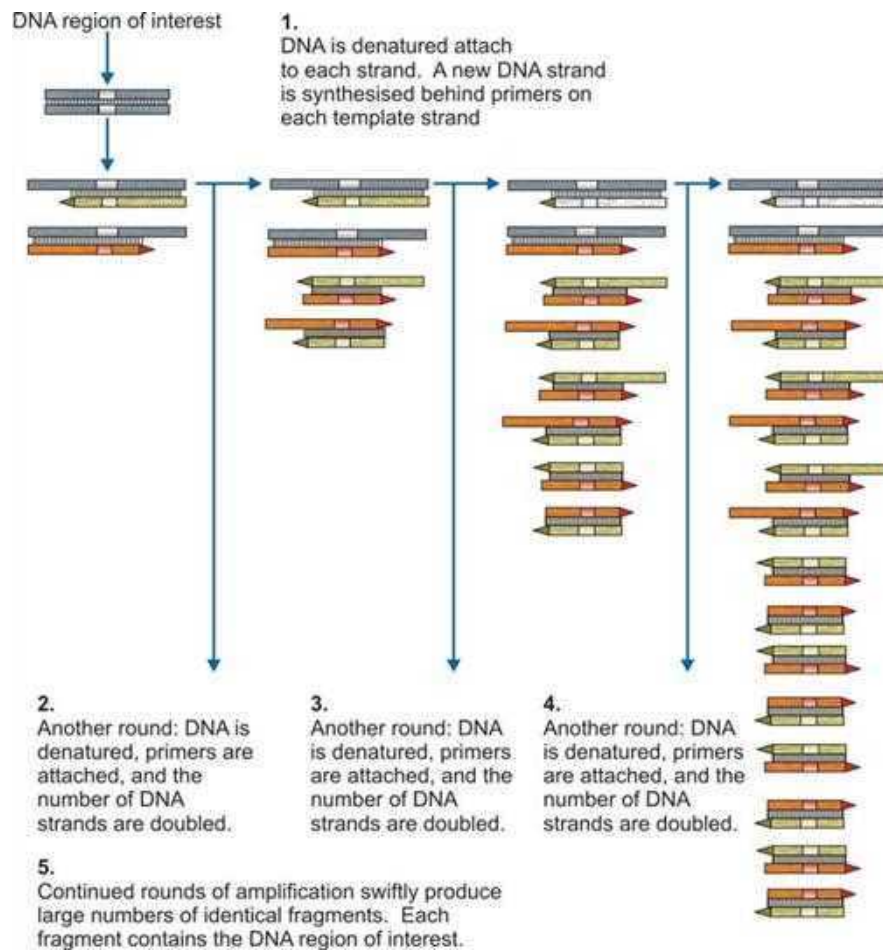 DNA region of interest
1.
DNA is denatured attach
to each strand.  A new DNA strand
is synthesised behind primers on
each template strand
2.
Another round: DNA is
denatured, primers are
attached, and the
number of DNA
strands are doubled.
3.
Another round: DNA
is denatured, primers
are attached, and the
number of DNA
strands are doubled.
4.
Another round: DNA
is denatured, primers
are attached, and the
number of DNA
strands are doubled.
5.
Continued rounds of amplification swiftly produce
large numbers of identical fragments.  Each
fragment contains the DNA region of interest.